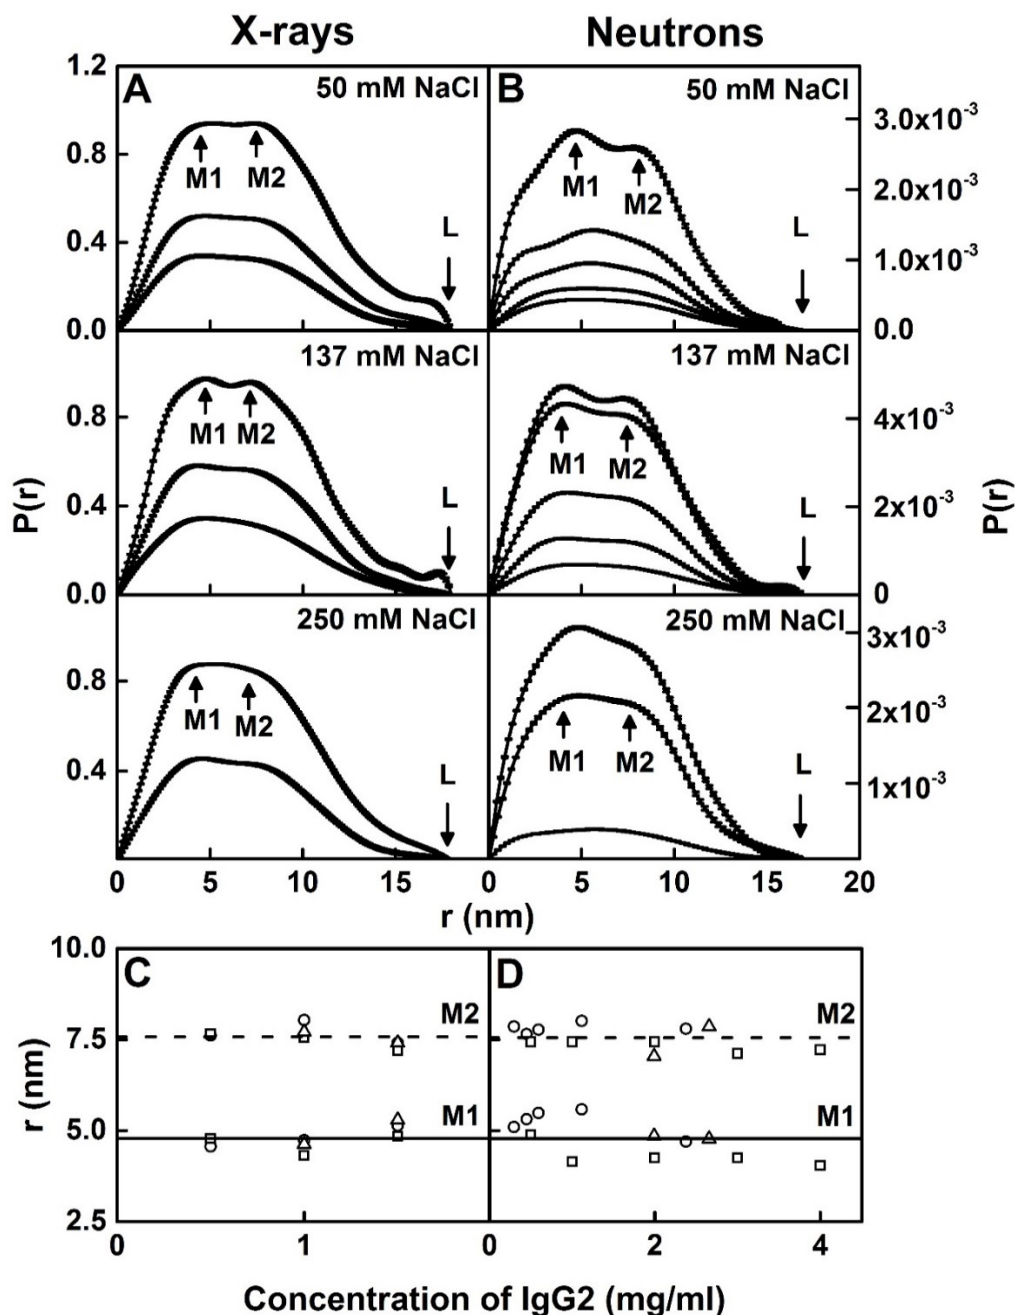 X-rays Neutrons
1.2 A 50 mM NaCl B 50 mM NaCl
3.0x10⁻³
0.8 M1 M2 M1 M2
2.0x10⁻³
0.4 L L
1.0x10⁻³
0.0 0.0
137 mM NaCl 137 mM NaCl
0.8 M1 M2 M1 M2 4x10⁻³
P(r) P(r)
0.4 L L 2x10⁻³
0.0 0
250 mM NaCl 250 mM NaCl 3x10⁻³
0.8 M1 M2 M1 M2
2x10⁻³
0.4 L L 1x10⁻³
0 5 10 15 0 5 10 15 20
r (nm)
10.0 C D
M2 M2
7.5
r (nm)
M1 M1
5.0
2.5
0 1 0 2 4
Concentration of IgG2 (mg/ml)